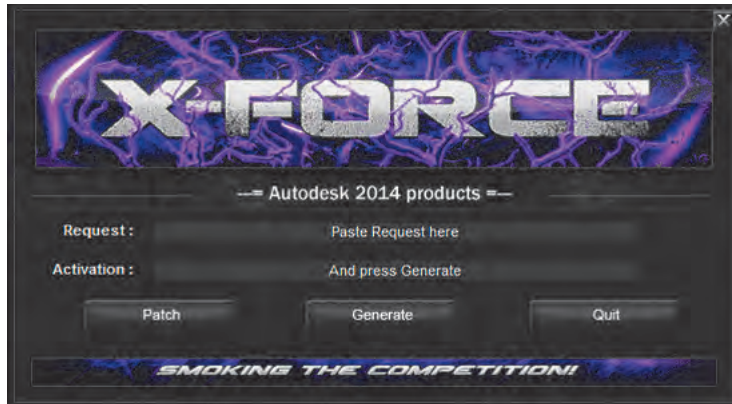 X
X-FORCE
--= Autodesk 2014 products =--
Request : Paste Request here
Activation : And press Generate
Patch Generate Quit
SMOKING THE COMPETITION!